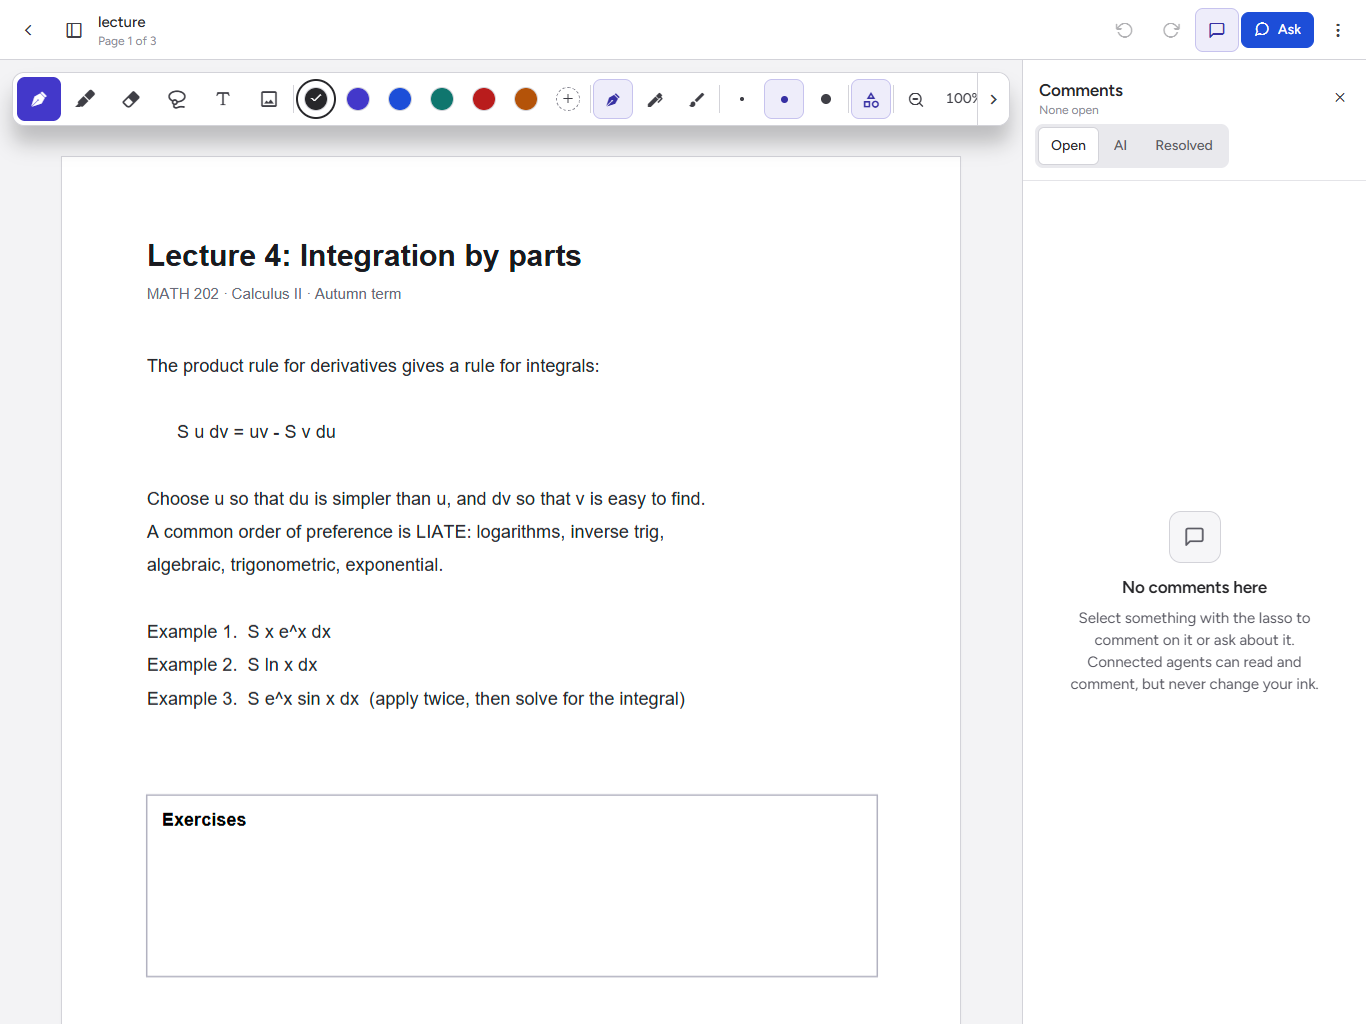 lecture
Page 1 of 3
Ask
100%
Comments
None open
Open
AI
Resolved
Lecture 4: Integration by parts
MATH 202 · Calculus II · Autumn term
The product rule for derivatives gives a rule for integrals:
S u dv = uv - S v du
Choose u so that du is simpler than u, and dv so that v is easy to find.
A common order of preference is LIATE: logarithms, inverse trig,
algebraic, trigonometric, exponential.
Example 1.  S x e^x dx
Example 2.  S ln x dx
Example 3.  S e^x sin x dx  (apply twice, then solve for the integral)
Exercises
No comments here
Select something with the lasso to
comment on it or ask about it.
Connected agents can read and
comment, but never change your ink.